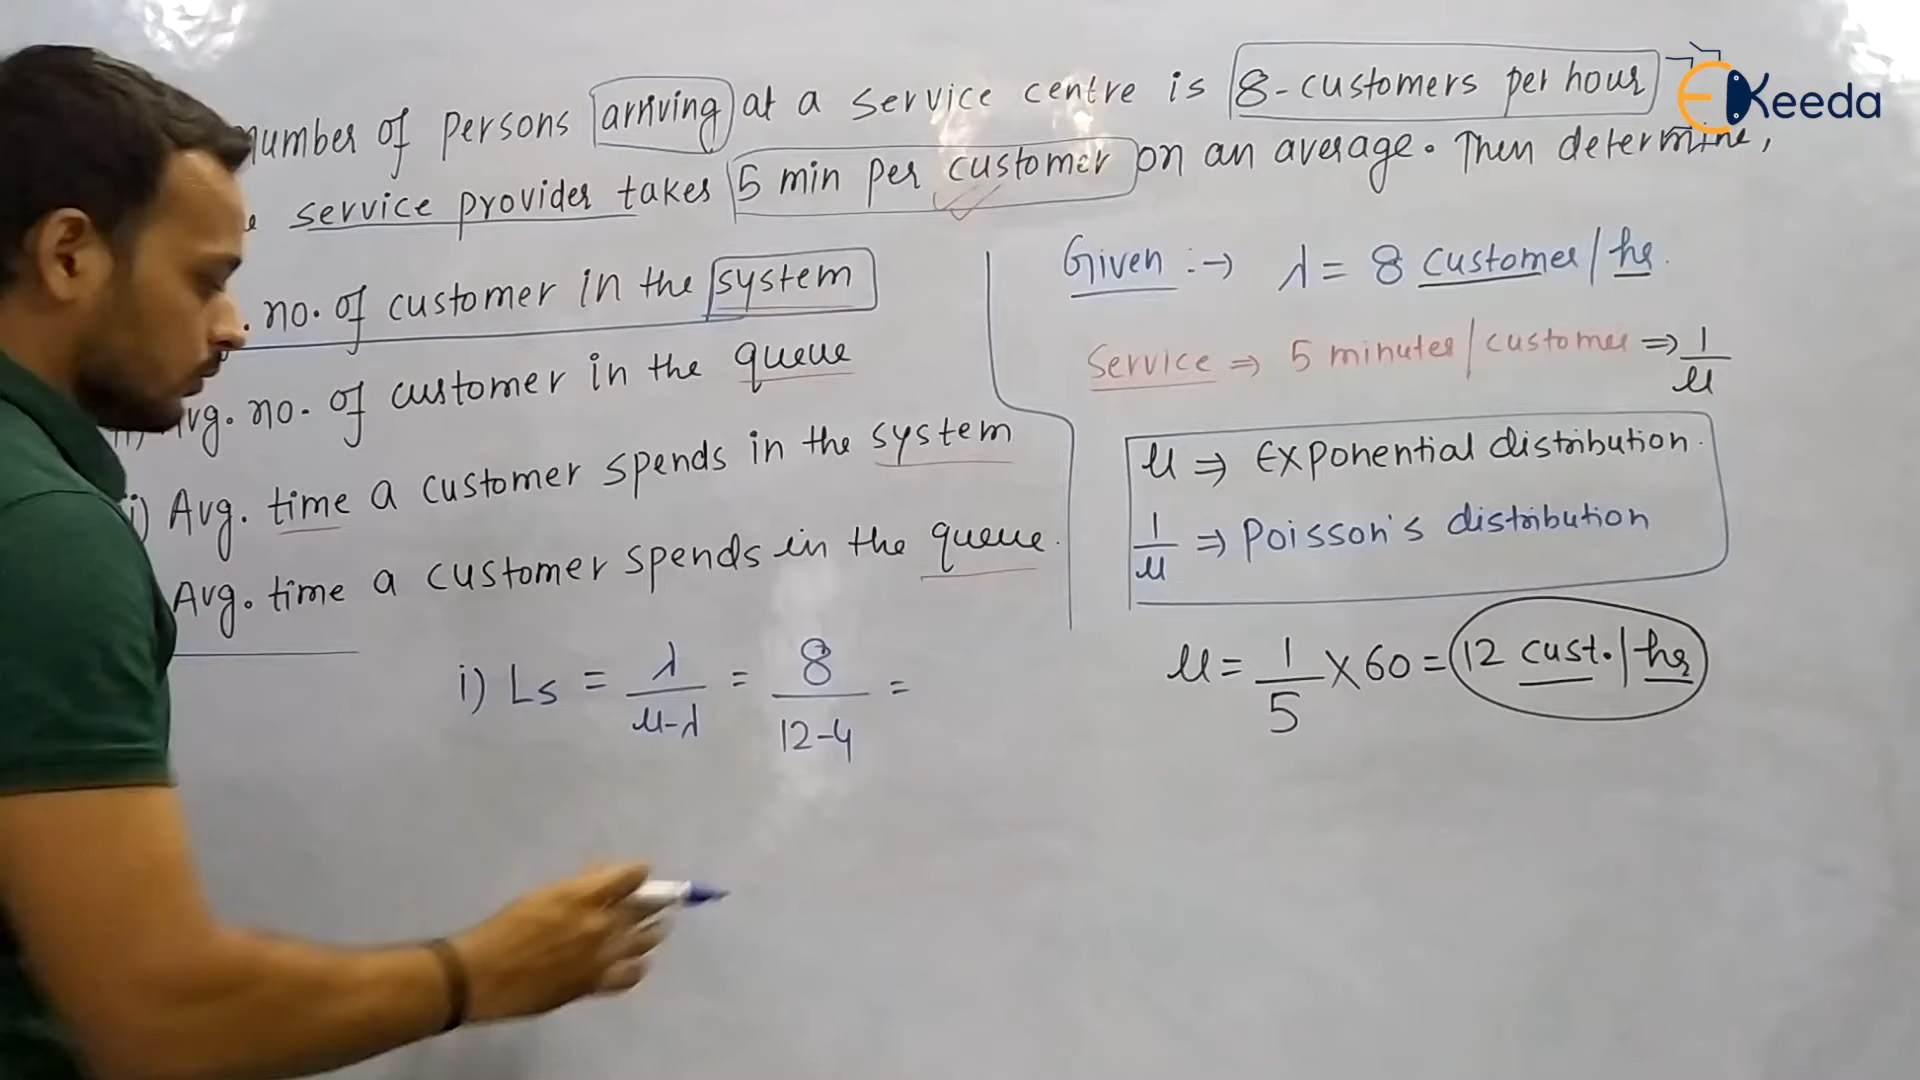 number of persons arriving at a service centre is 8-customers per hour
service provider takes 5 min per customer on an average. Then determine,
no. of customer in the system
Avg. no. of customer in the queue
Avg. time a customer spends in the system
Avg. time a customer spends in the queue.
Given :→ λ = 8 customer/hr.
Service ⇒ 5 minutes/customer ⇒ 1/μ
μ ⇒ Exponential distribution.
1/μ ⇒ Poisson's distribution
μ = 1/5 X 60 = 12 cust./hr
i) Ls = λ/μ-λ = 8/12-4 =
EKeeda